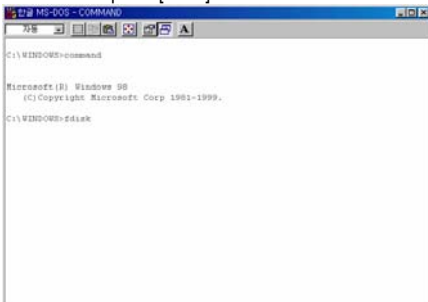 한글 MS-DOS - COMMAND
자동
A
C:\WINDOWS>command
Microsoft(R) Windows 98
(C)Copyright Microsoft Corp 1981-1999.
C:\WINDOWS>fdisk